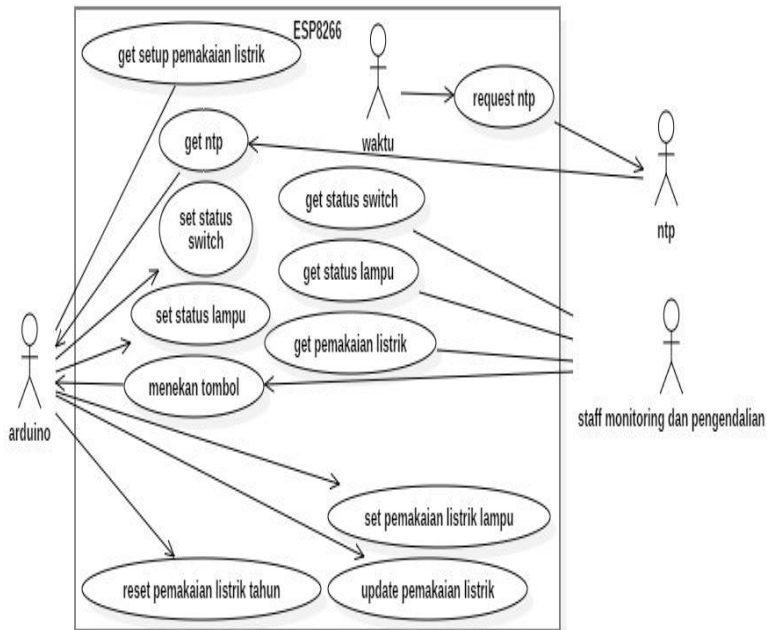 ESP8266
get setup pemakaian listrik
request ntp
get ntp
waktu
get status switch
set status
switch
ntp
get status lampu
set status lampu
get pemakaian listrik
menekan tombol
staff monitoring dan pengendalian
arduino
set pemakaian listrik lampu
reset pemakaian listrik tahun
update pemakaian listrik